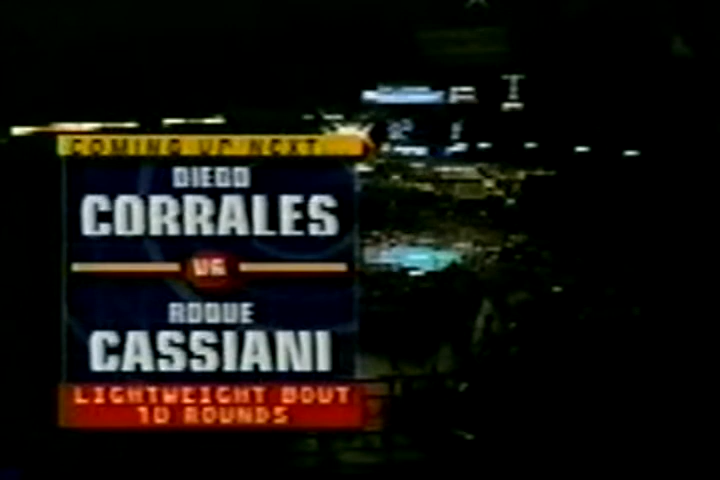 COMING UP NEXT
DIEGO
CORRALES
VS
ROQUE
CASSIANI
LIGHTWEIGHT BOUT
10 ROUNDS